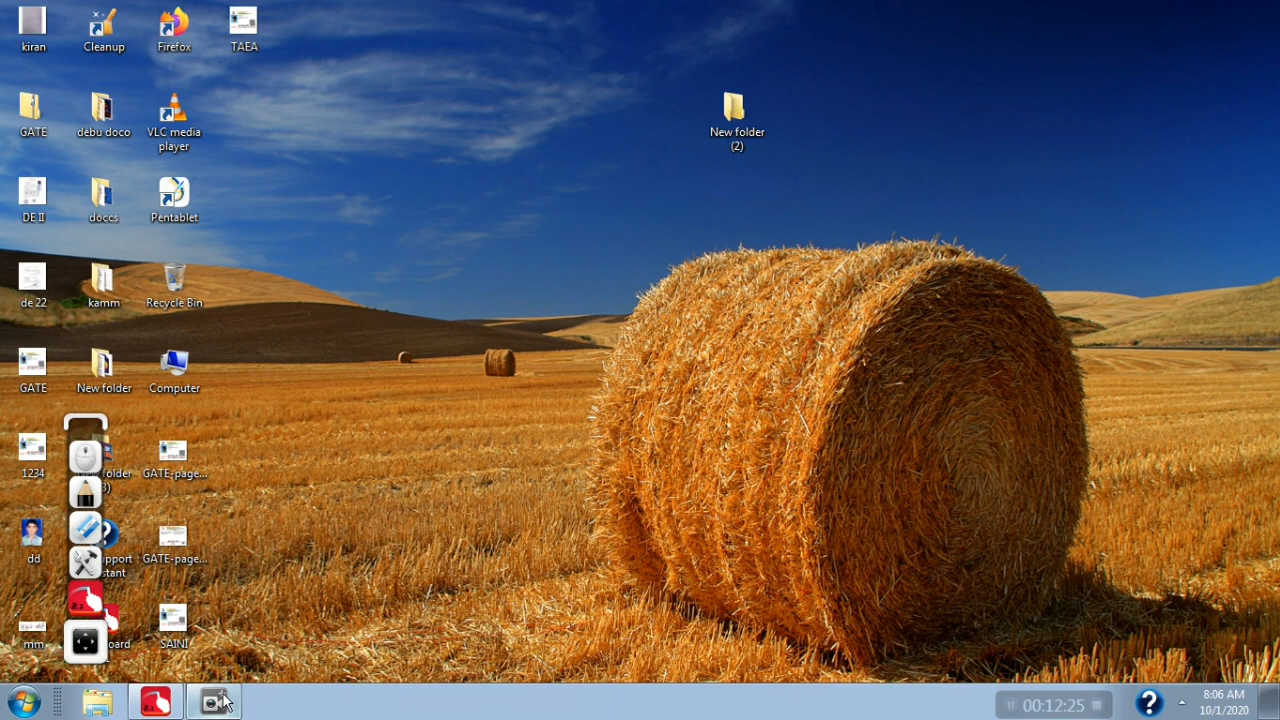 kiran
Cleanup
Firefox
TAEA
GATE
debu doco
VLC media
player
New folder
(2)
DE II
doccs
Pentablet
de 22
kamm
Recycle Bin
GATE
New folder
Computer
1234
folder
3)
GATE-page...
dd
stant
GATE-page...
mm
oard
SAINI
00:12:25
?
8:06 AM
10/1/2020